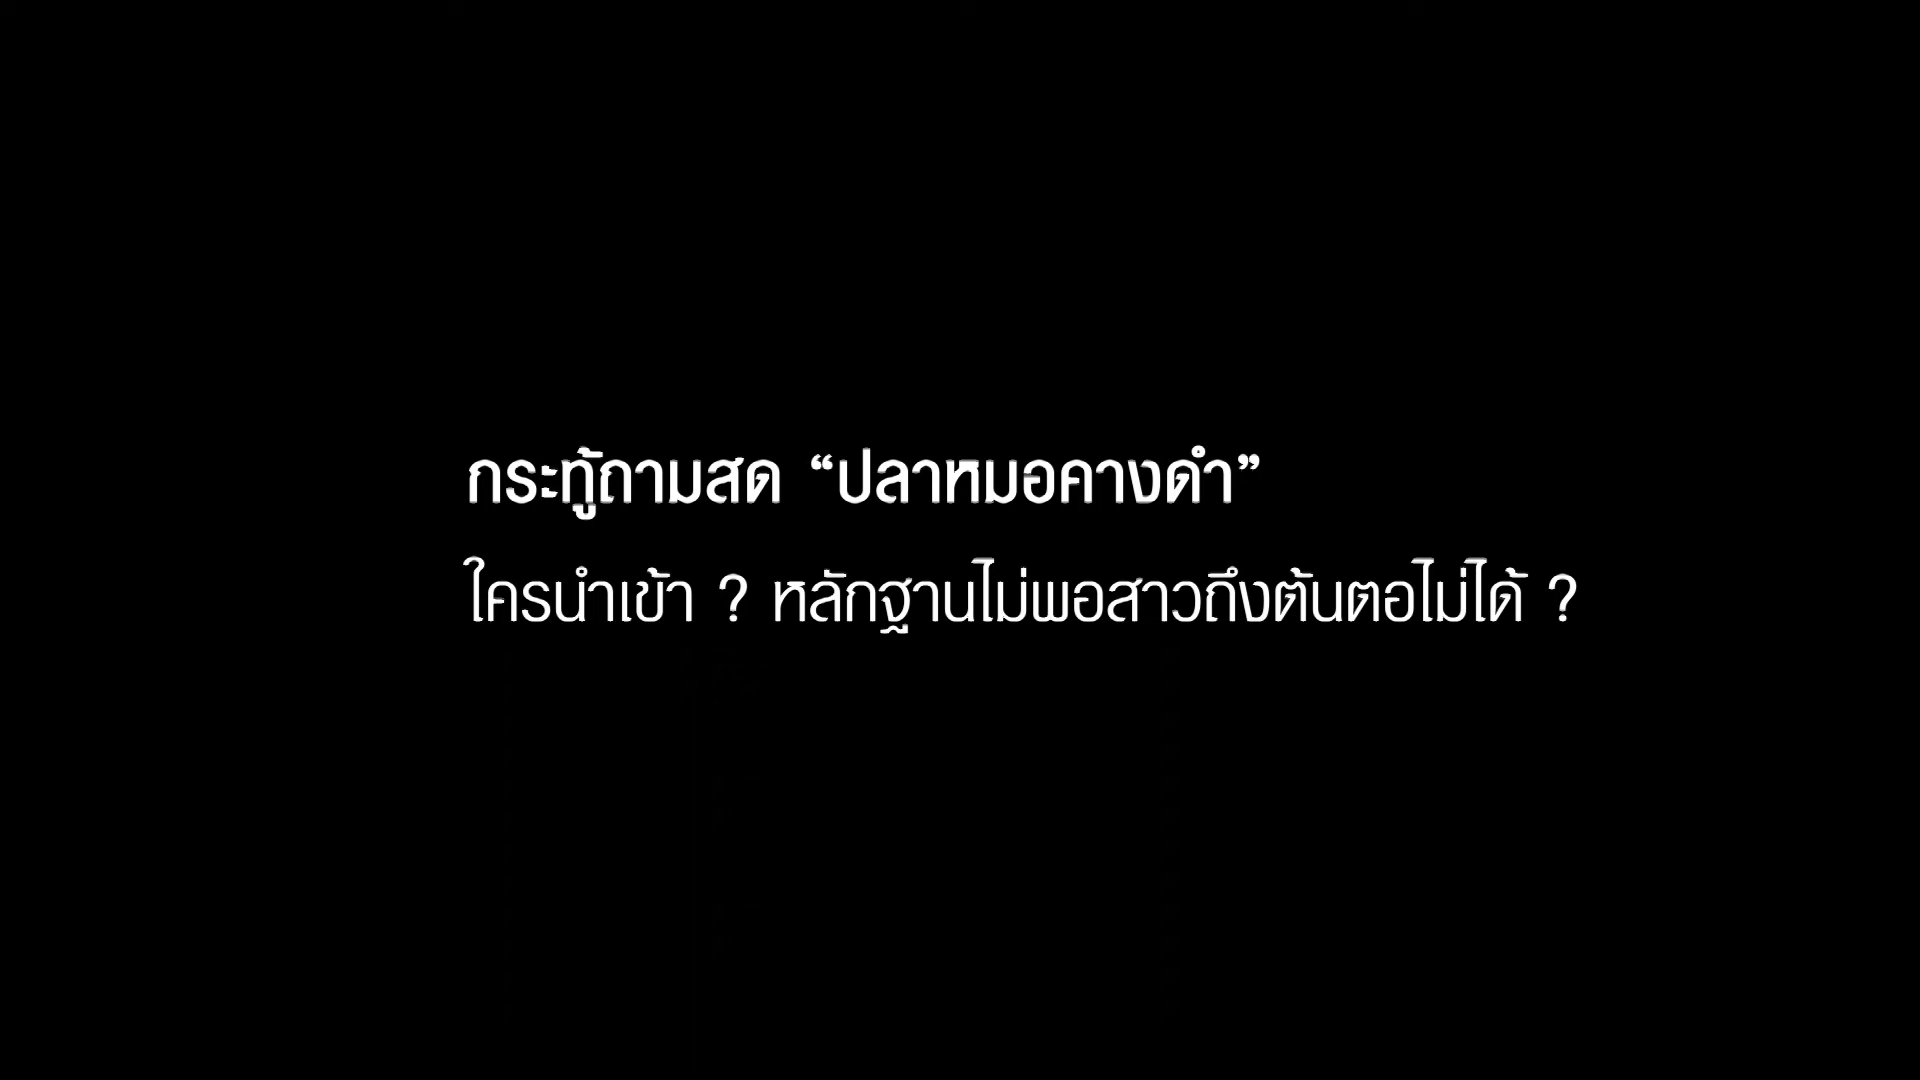 กระทู้ถามสด “ปลาหมอคางดำ”
ใครนำเข้า ? หลักฐานไม่พอสาวถึงต้นตอไม่ได้ ?